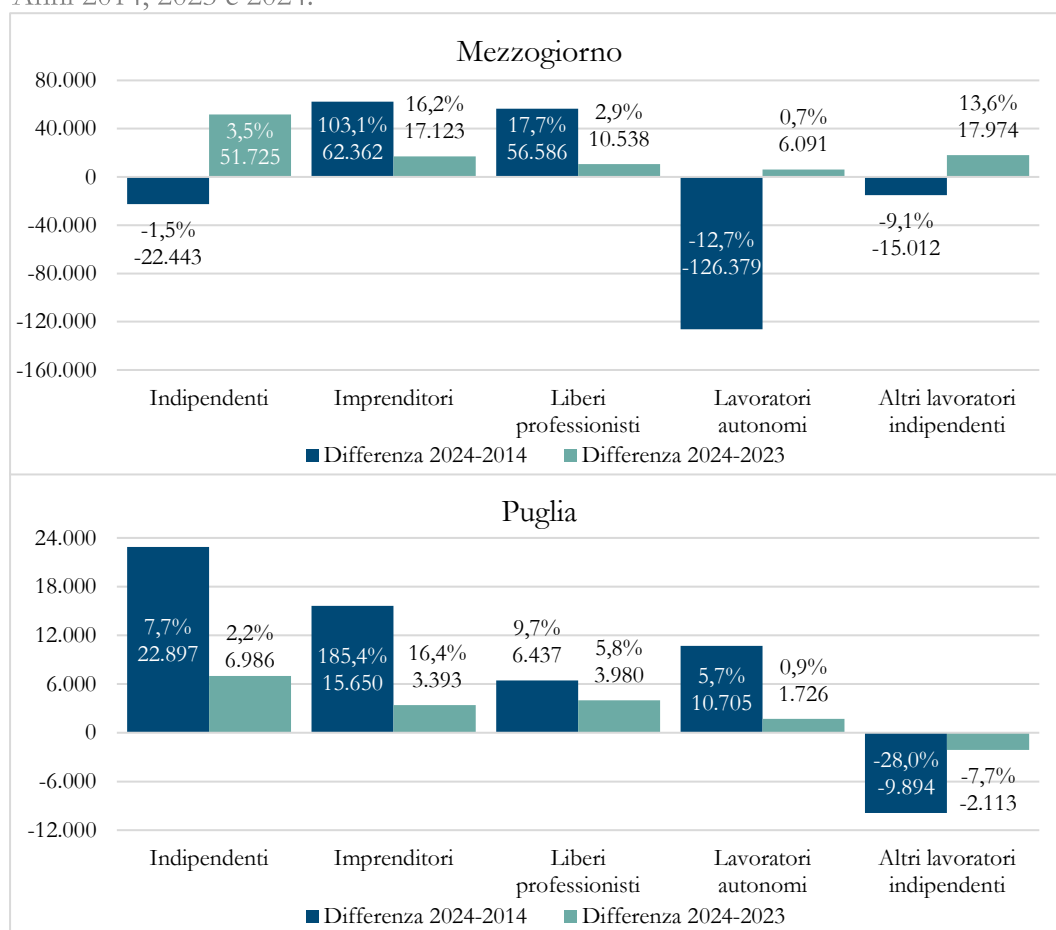 Anni 2014, 2023 e 2024.
Mezzogiorno
80.000
40.000
0
-40.000
-80.000
-120.000
-160.000
-1,5%
-22.443
3,5%
51.725
103,1%
62.362
16,2%
17.123
17,7%
56.586
2,9%
10.538
-12,7%
-126.379
0,7%
6.091
-9,1%
-15.012
13,6%
17.974
Indipendenti
Imprenditori
Liberi
professionisti
Lavoratori
autonomi
Altri lavoratori
indipendenti
Differenza 2024-2014
Differenza 2024-2023
Puglia
24.000
18.000
12.000
6.000
0
-6.000
-12.000
7,7%
22.897
2,2%
6.986
185,4%
15.650
16,4%
3.393
9,7%
6.437
5,8%
3.980
5,7%
10.705
0,9%
1.726
-28,0%
-9.894
-7,7%
-2.113
Indipendenti
Imprenditori
Liberi
professionisti
Lavoratori
autonomi
Altri lavoratori
indipendenti
Differenza 2024-2014
Differenza 2024-2023